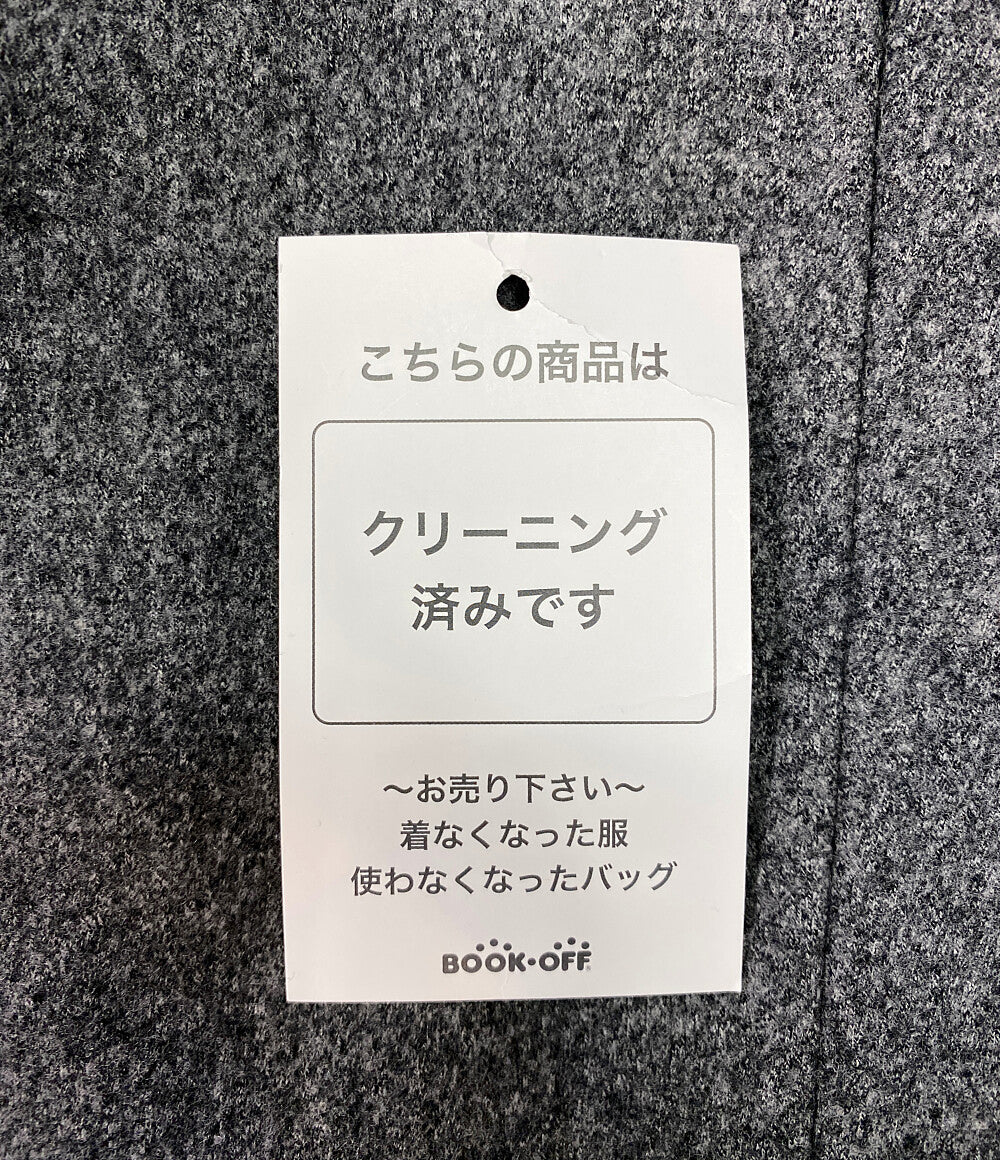 こちらの商品は
クリーニング
済みです
〜お売り下さい〜
着なくなった服
使わなくなったバッグ
BOOK・OFF